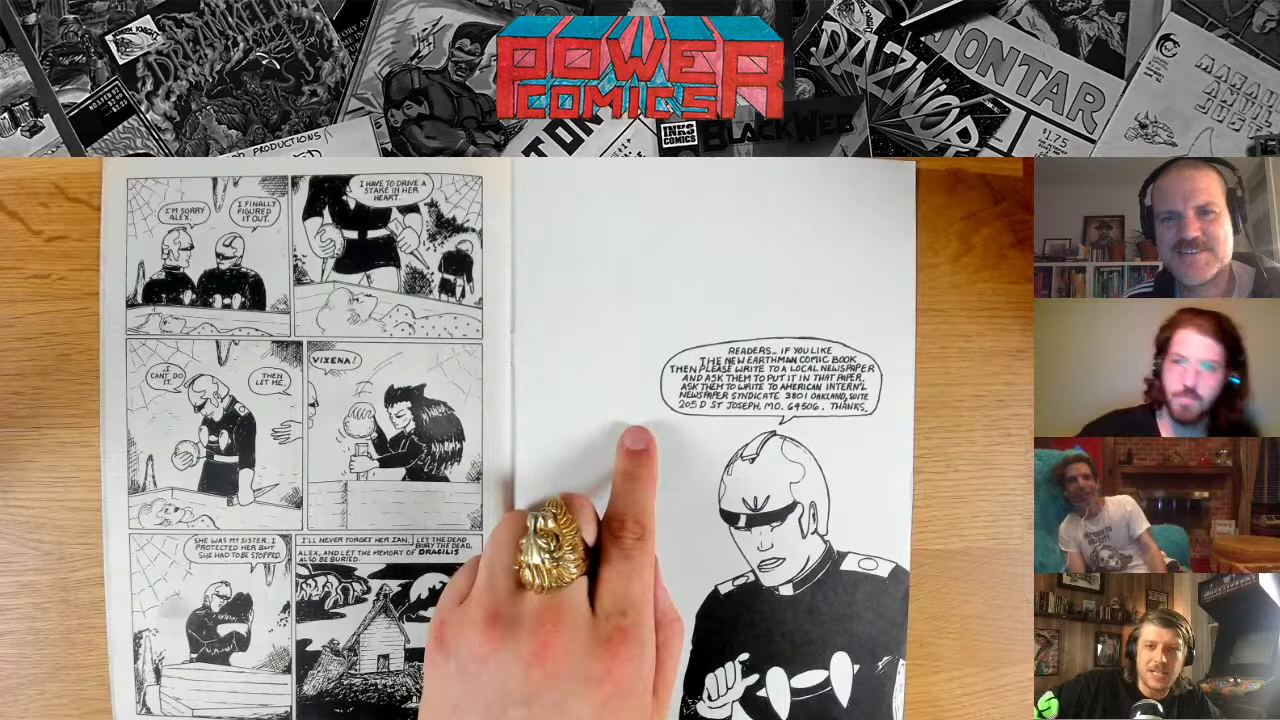 POWER
COMICS
PRODUCTIONS
INKS
COMICS
BLACKWEB
$1.75
I'M SORRY
ALEX.
I FINALLY
FIGURED
IT OUT.
I HAVE TO DRIVE A
STAKE IN HER
HEART.
I
CAN'T DO
IT.
THEN
LET ME.
VIXENA!
SHE WAS MY SISTER. I
PROTECTED HER BUT
SHE HAD TO BE STOPPED.
I'LL NEVER FORGET HER IAN.
LET THE DEAD
BURY THE DEAD,
ALEX, AND LET THE MEMORY OF DRAGILIS
ALSO BE BURIED.
READERS... IF YOU LIKE
THE NEW EARTHMAN COMIC BOOK
THEN PLEASE WRITE TO A LOCAL NEWSPAPER
AND ASK THEM TO PUT IT IN THAT PAPER.
ASK THEM TO WRITE TO AMERICAN INTERN'L
NEWSPAPER SYNDICATE 3801 OAKLAND, SUITE
205 D ST JOSEPH, MO. 64506. THANKS.